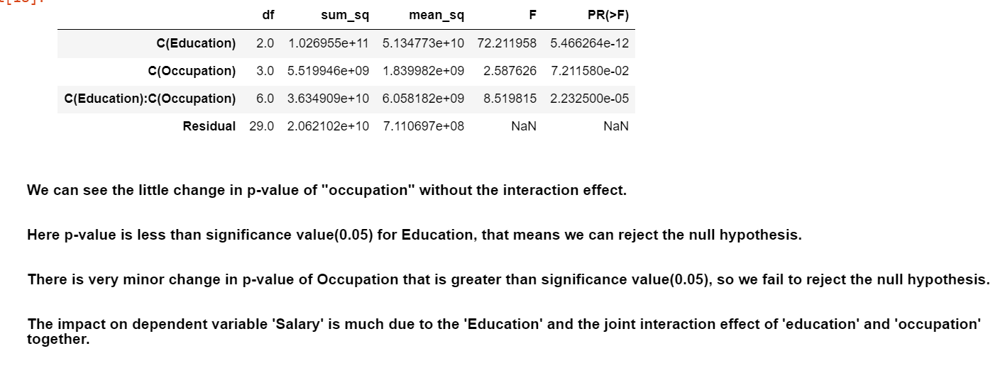 df sum_sq mean_sq F PR(>F)
C(Education) 2.0 1.026955e+11 5.134773e+10 72.211958 5.466264e-12
C(Occupation) 3.0 5.519946e+09 1.839982e+09 2.587626 7.211580e-02
C(Education):C(Occupation) 6.0 3.634909e+10 6.058182e+09 8.519815 2.232500e-05
Residual 29.0 2.062102e+10 7.110697e+08 NaN NaN
We can see the little change in p-value of "occupation" without the interaction effect.
Here p-value is less than significance value(0.05) for Education, that means we can reject the null hypothesis.
There is very minor change in p-value of Occupation that is greater than significance value(0.05), so we fail to reject the null hypothesis.
The impact on dependent variable 'Salary' is much due to the 'Education' and the joint interaction effect of 'education' and 'occupation'
together.